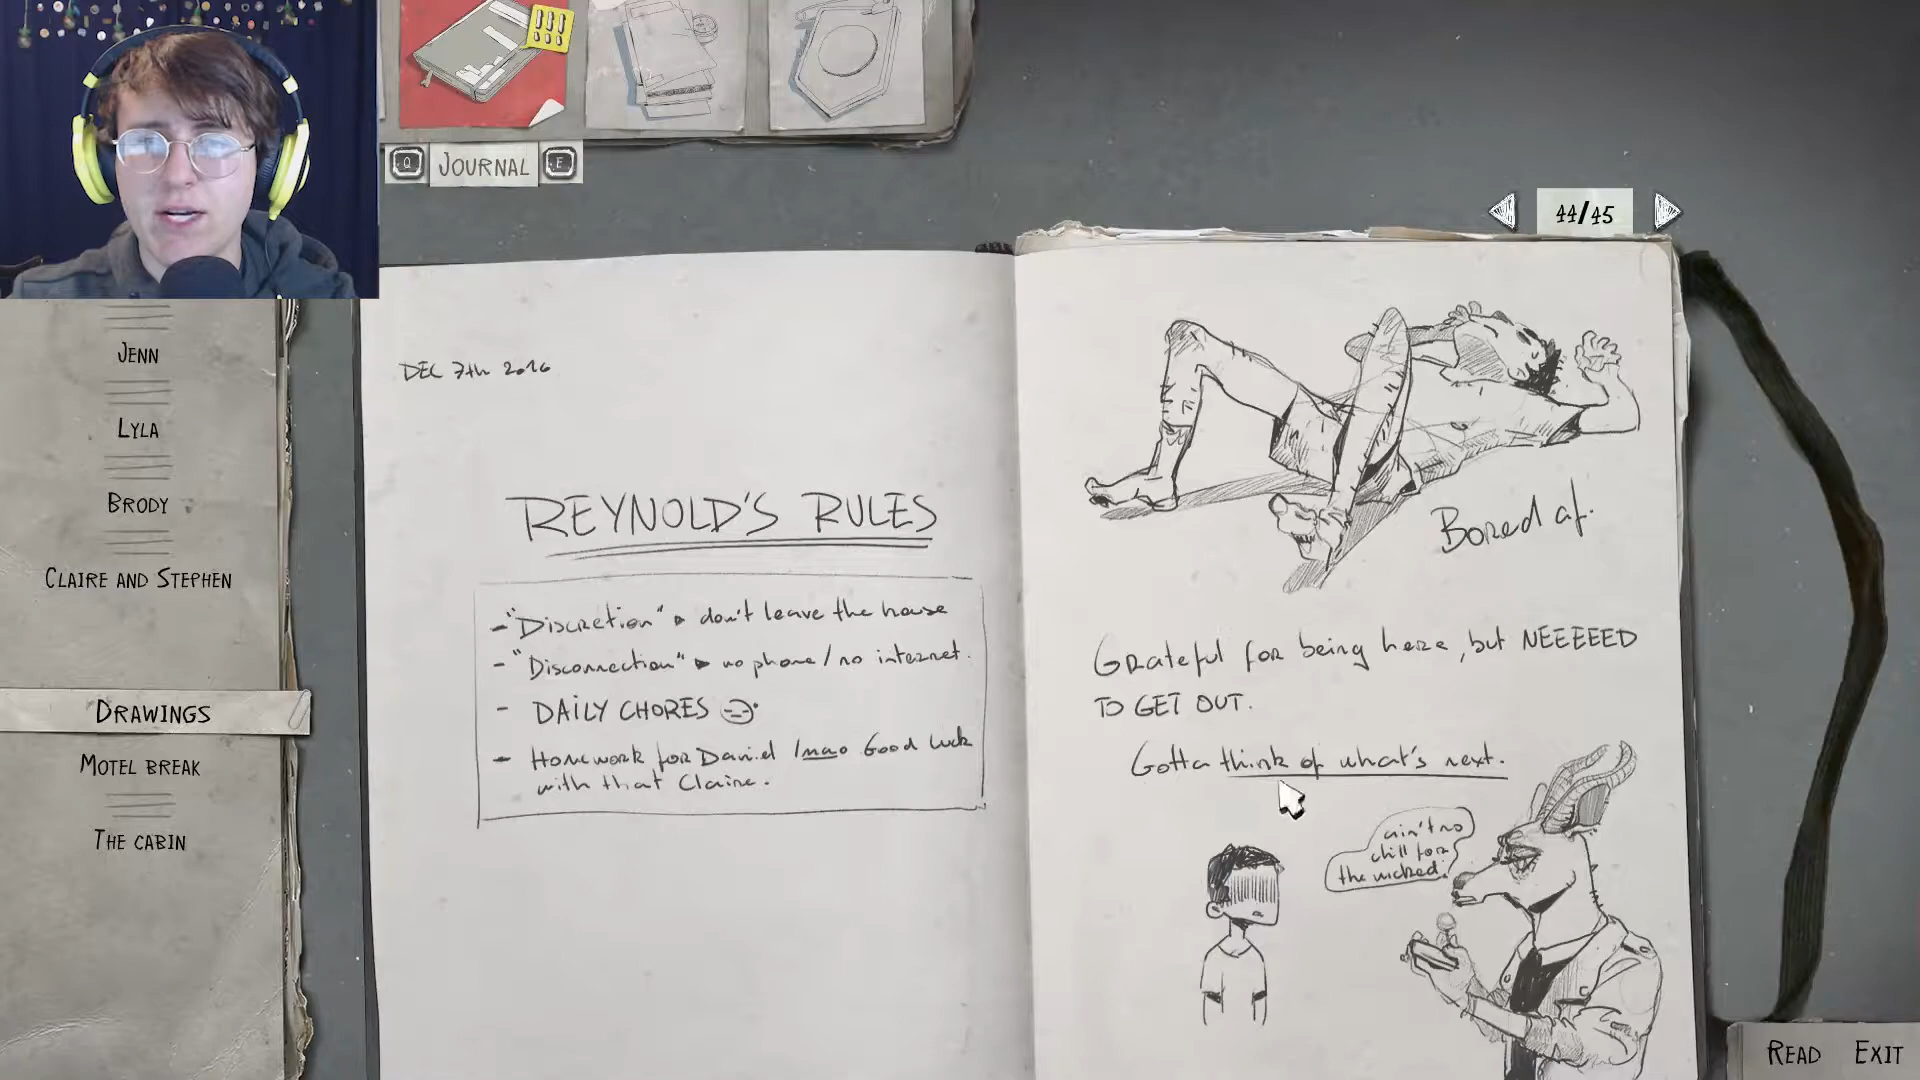 Q JOURNAL E
44/45
JENN
LYLA
BRODY
CLAIRE AND STEPHEN
DRAWINGS
MOTEL BREAK
THE CABIN
DEC 7th 2016
REYNOLD'S RULES
- "Discretion" don't leave the house
- "Disconnection" no phone / no internet.
- DAILY CHORES
- Homework for Daniel lmao Good luck
with that Claire.
Bored af.
Grateful for being here, but NEEEEED
TO GET OUT.
Gotta think of what's next.
ain't no
chill for
the wicked.
READ EXIT